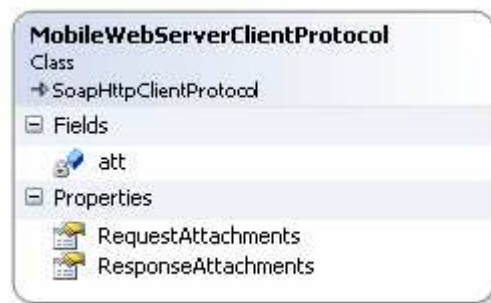 MobileWebServerClientProtocol
Class
SoapHttpClientProtocol
Fields
att
Properties
RequestAttachments
ResponseAttachments